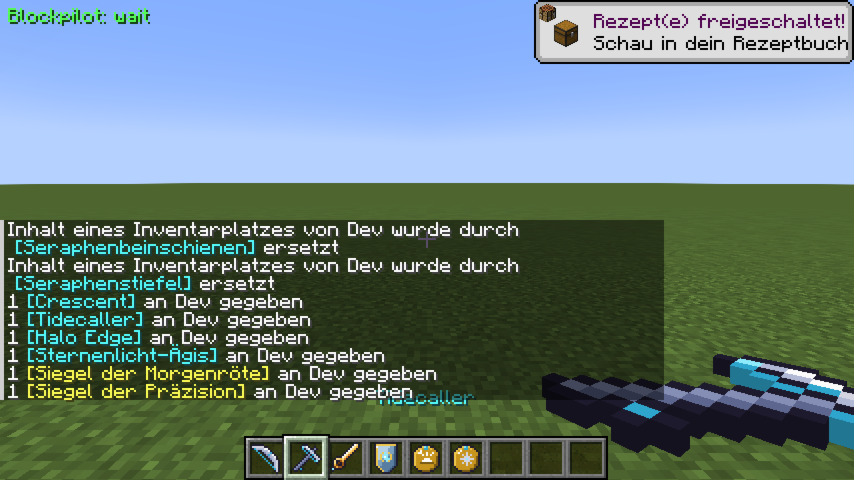 Blockpilot: wait
Rezept(e) freigeschaltet!
Schau in dein Rezeptbuch
Inhalt eines Inventarplatzes von Dev wurde durch
[Seraphenbeinschienen] ersetzt
Inhalt eines Inventarplatzes von Dev wurde durch
[Seraphenstiefel] ersetzt
1 [Crescent] an Dev gegeben
1 [Tidecaller] an Dev gegeben
1 [Halo Edge] an Dev gegeben
1 [Sternenlicht-Ägis] an Dev gegeben
1 [Siegel der Morgenröte] an Dev gegeben
1 [Siegel der Präzision] an Dev gegeben
Tidecaller